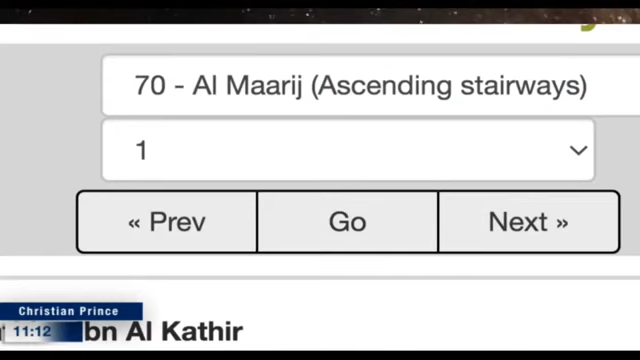 70 - Al Maarij (Ascending stairways)
1
« Prev
Go
Next »
Christian Prince
11:12
bn Al Kathir